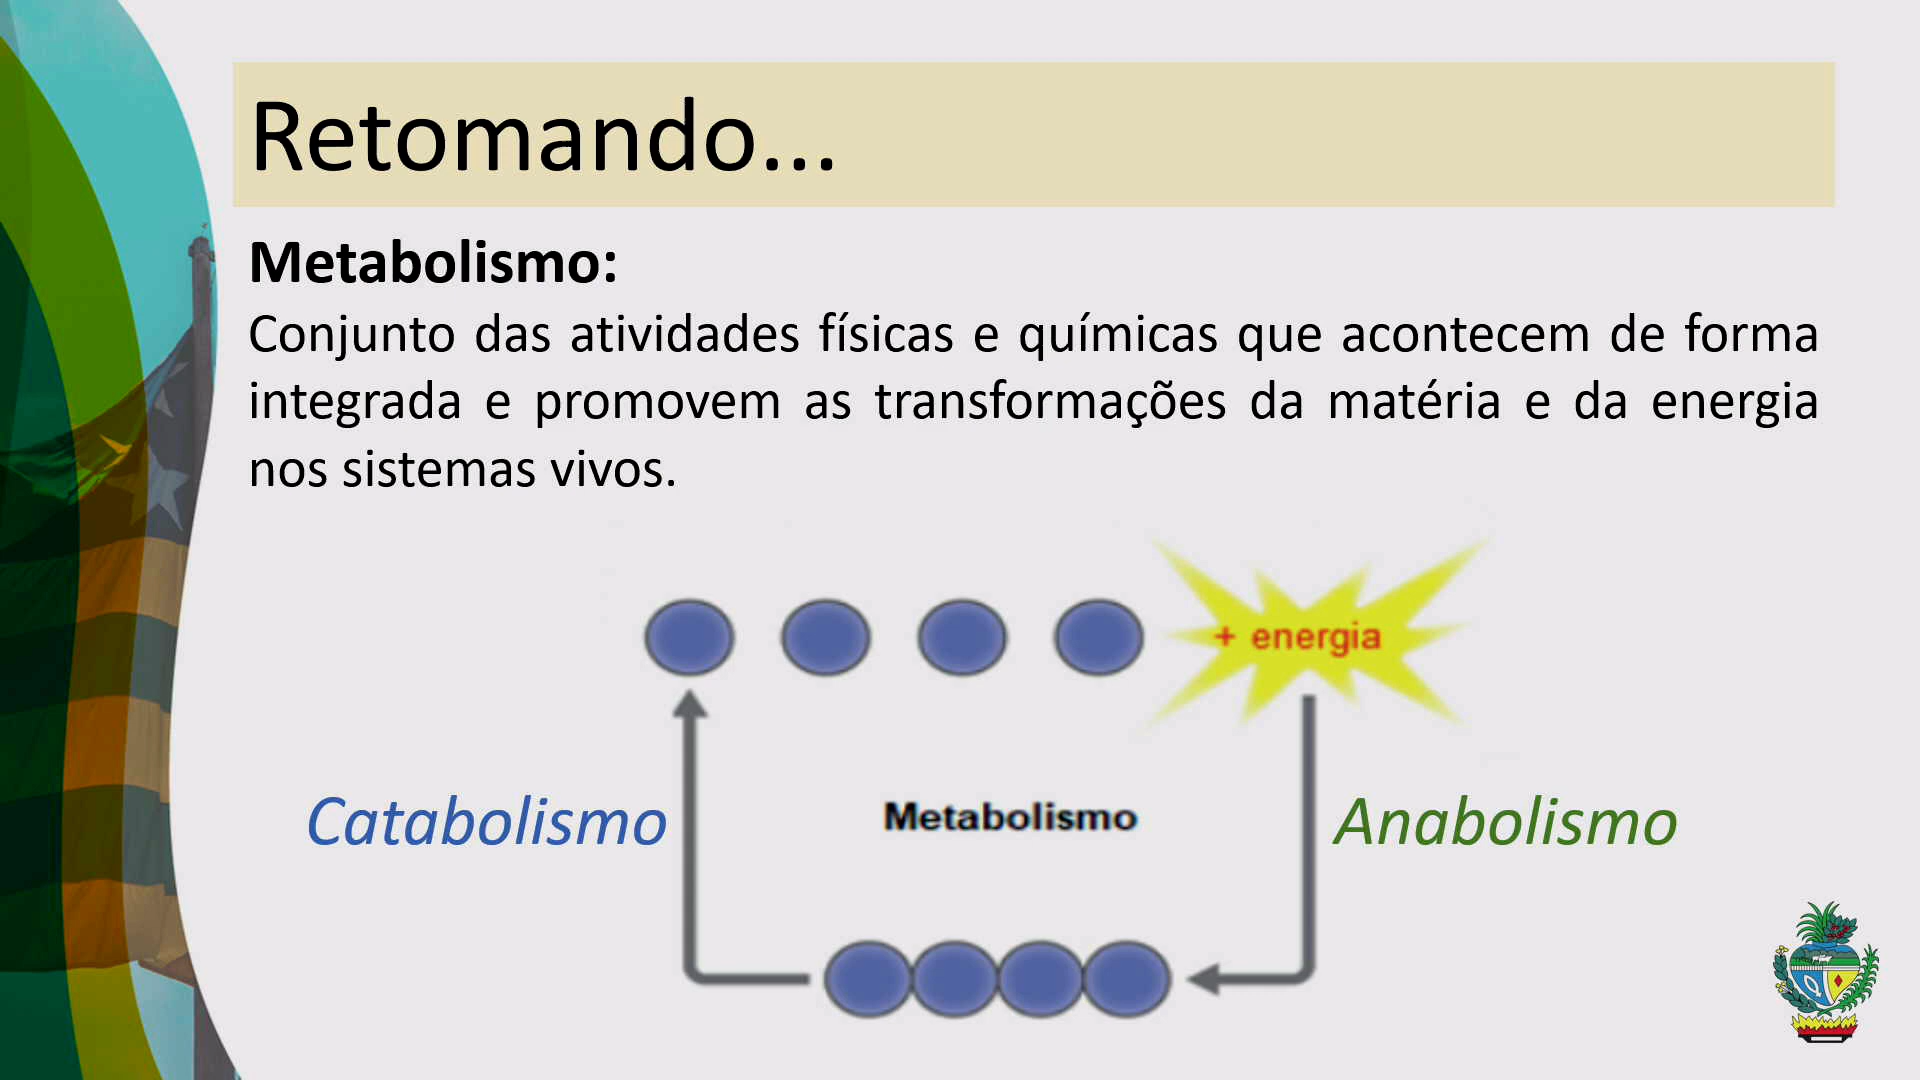 Retomando...
Metabolismo:
Conjunto das atividades físicas e químicas que acontecem de forma
integrada e promovem as transformações da matéria e da energia
nos sistemas vivos.
+ energia
Catabolismo
Metabolismo
Anabolismo